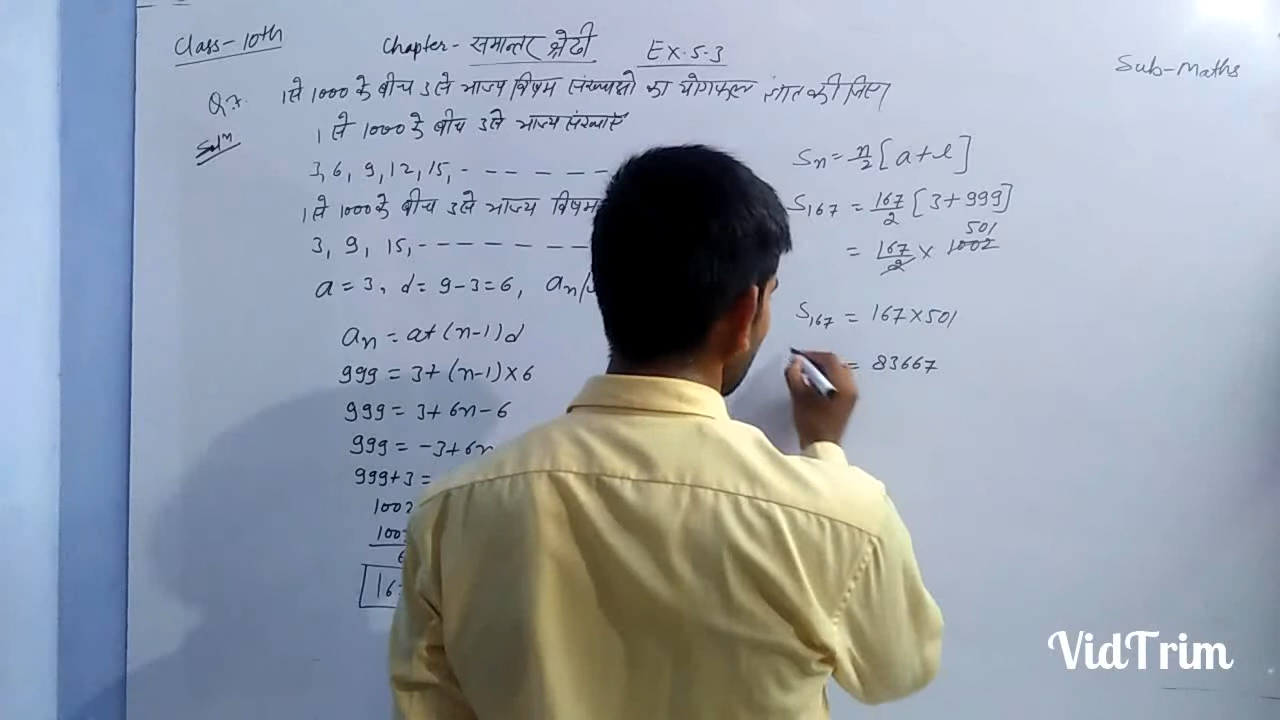 Class-10th
Chapter - समान्तर श्रेढी EX.5.3
Sub-Maths
Q.7. 1 से 1000 के बीच 3 से भाज्य विषम संख्याओं का योगफल ज्ञात कीजिए
Solⁿ
1 से 1000 के बीच 3 से भाज्य संख्याएँ
3, 6, 9, 12, 15, - - - - - -
1 से 1000 के बीच 3 से भाज्य विषम
3, 9, 15, - - - - - - - -
a = 3, d = 9-3 = 6, an/
an = a+(n-1)d
999 = 3+(n-1)×6
999 = 3+6n-6
999 = -3+6n
999+3 =
Sn = n/2 [a+l]
S167 = 167/2 [3+999]
= 167/2 × 1002
501
S167 = 167×501
= 83667
VidTrim